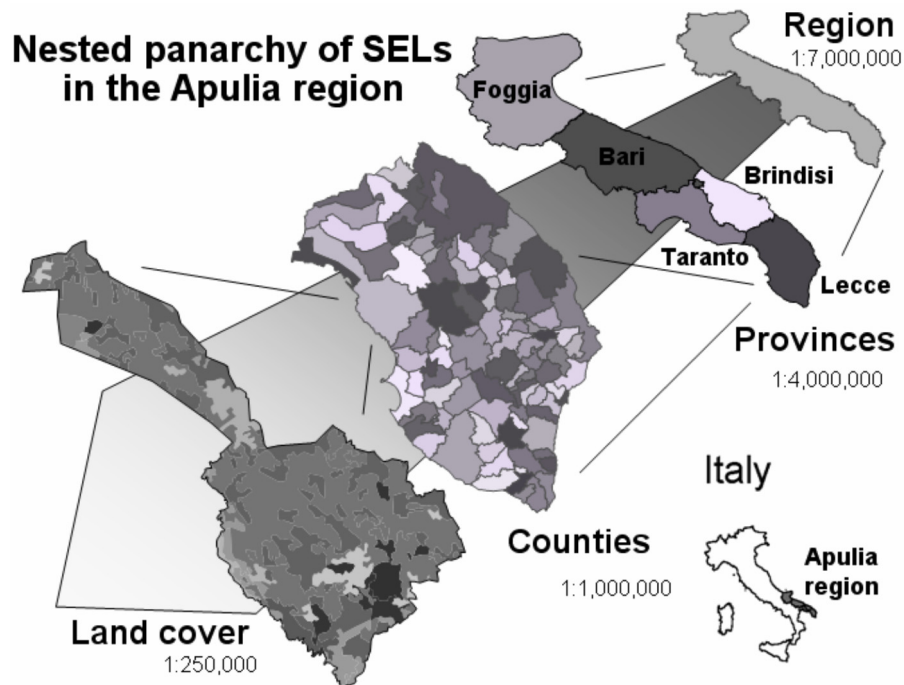 Nested panarchy of SELs
in the Apulia region
Region
1:7,000,000
Foggia
Bari
Brindisi
Taranto
Lecce
Provinces
1:4,000,000
Italy
Counties
1:1,000,000
Apulia
region
Land cover
1:250,000